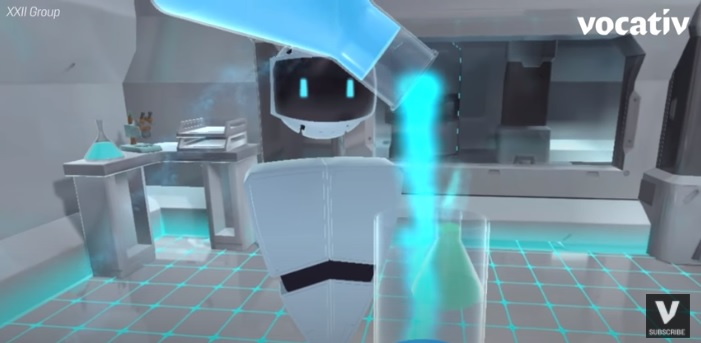 XXII Group
vocativ
V
SUBSCRIBE